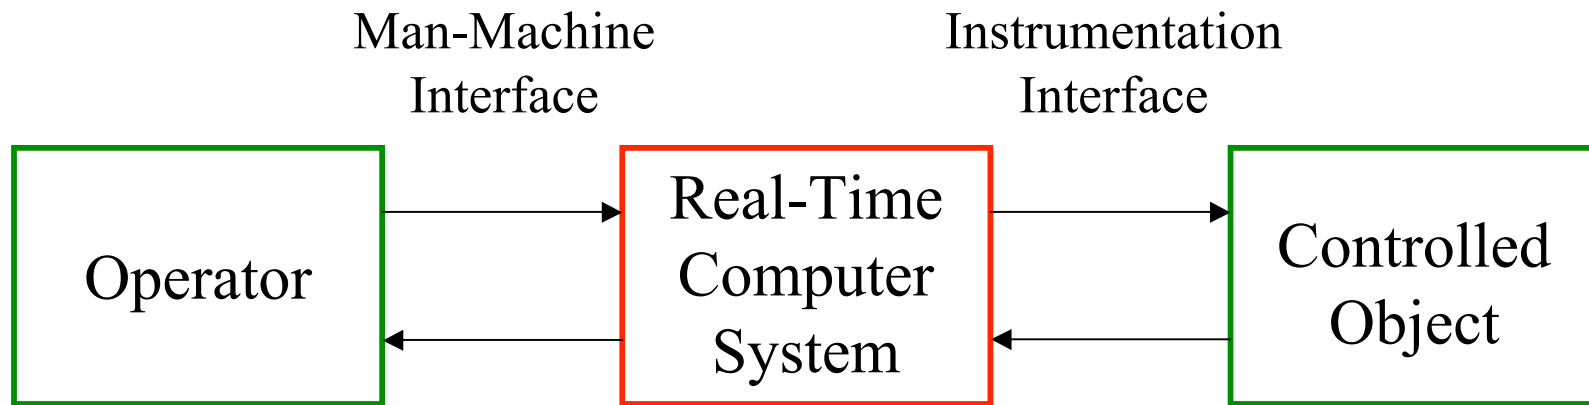 Man-Machine
Interface
Instrumentation
Interface
Operator
Real-Time
Computer
System
Controlled
Object